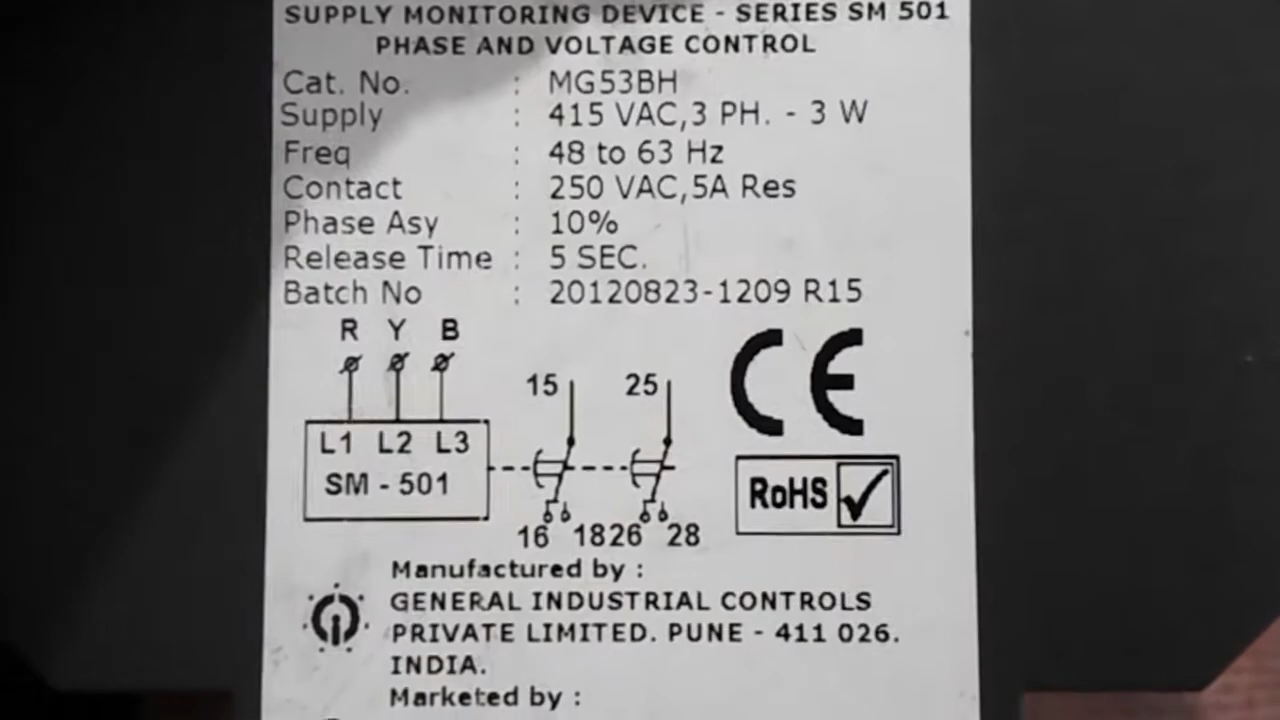 SUPPLY MONITORING DEVICE - SERIES SM 501
PHASE AND VOLTAGE CONTROL
Cat. No. : MG53BH
Supply : 415 VAC,3 PH. - 3 W
Freq : 48 to 63 Hz
Contact : 250 VAC,5A Res
Phase Asy : 10%
Release Time : 5 SEC.
Batch No : 20120823-1209 R15
R Y B
15 25
CE
L1 L2 L3
SM - 501
RoHS
16 18 26 28
Manufactured by :
GENERAL INDUSTRIAL CONTROLS
PRIVATE LIMITED. PUNE - 411 026.
INDIA.
Marketed by :